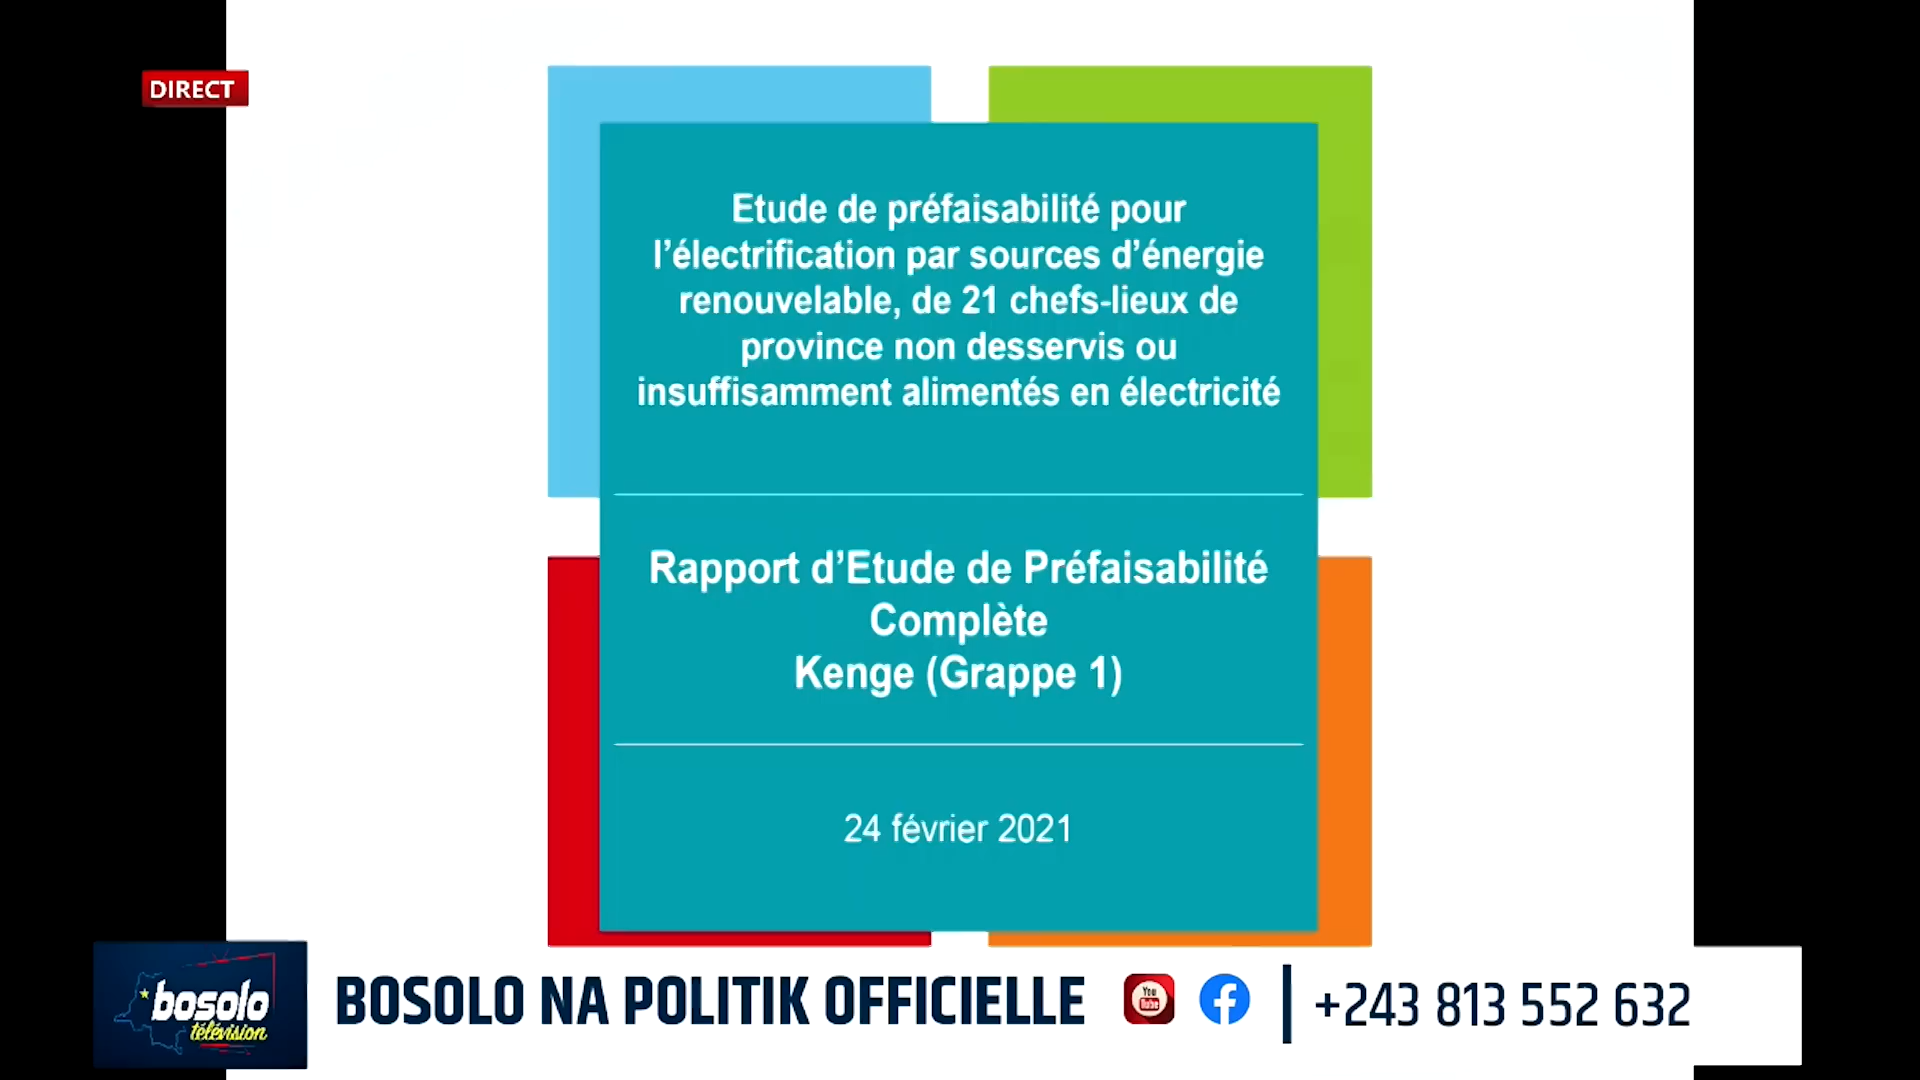 DIRECT
Etude de préfaisabilité pour
l’électrification par sources d’énergie
renouvelable, de 21 chefs-lieux de
province non desservis ou
insuffisamment alimentés en électricité
Rapport d’Etude de Préfaisabilité
Complète
Kenge (Grappe 1)
24 février 2021
bosolo
télévision
BOSOLO NA POLITIK OFFICIELLE
You
Tube
+243 813 552 632